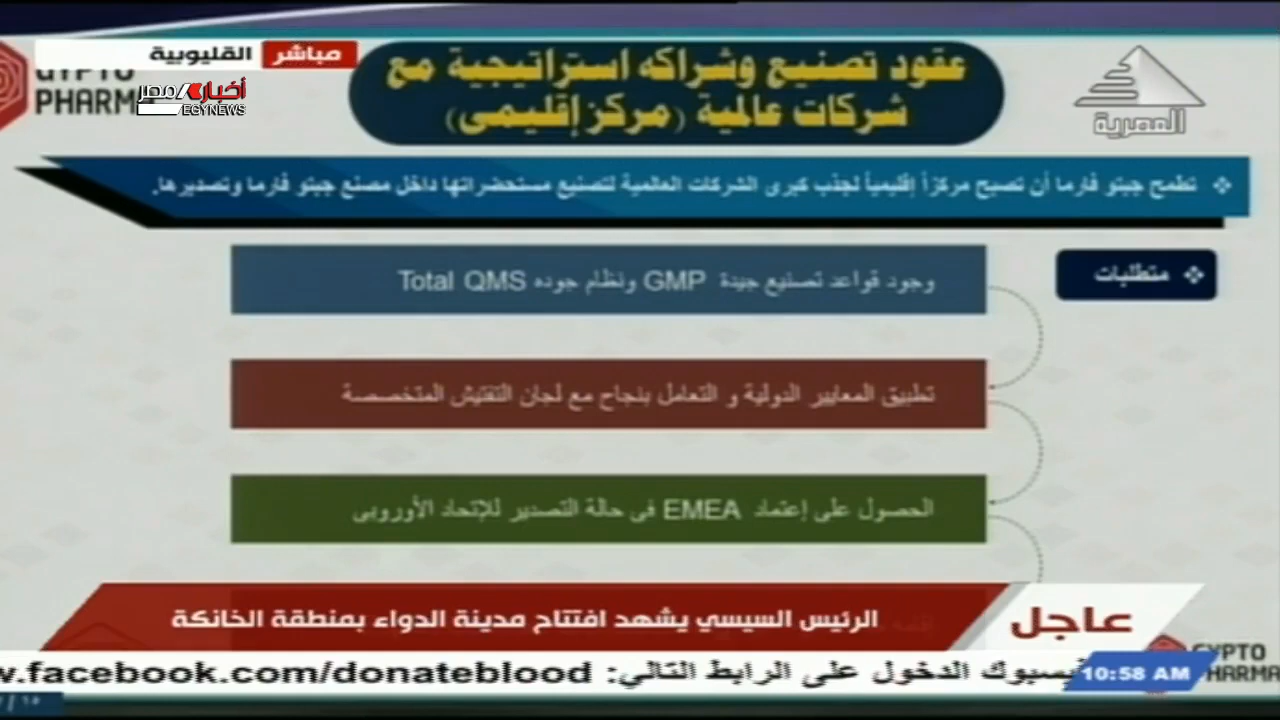 مباشر القليوبية
GYPTO
PHARMA
أخبار مصر
EGYNEWS
عقود تصنيع وشراكه استراتيجية مع
شركات عالمية (مركز إقليمى)
المصرية
تطمح جبتو فارما أن تصبح مركزاً إقليمياً لجذب كبرى الشركات العالمية لتصنيع مستحضراتها داخل مصنع جبتو فارما وتصديرها.
متطلبات
وجود قواعد تصنيع جيدة GMP ونظام جوده Total QMS
تطبيق المعايير الدولية و التعامل بنجاح مع لجان التفتيش المتخصصة
الحصول على إعتماد EMEA فى حالة التصدير للإتحاد الأوروبى
عاجل
الرئيس السيسي يشهد افتتاح مدينة الدواء بمنطقة الخانكة
GYPTO
PHARMA
يسبوك الدخول على الرابط التالي: w.facebook.com/donateblood
10:58 AM